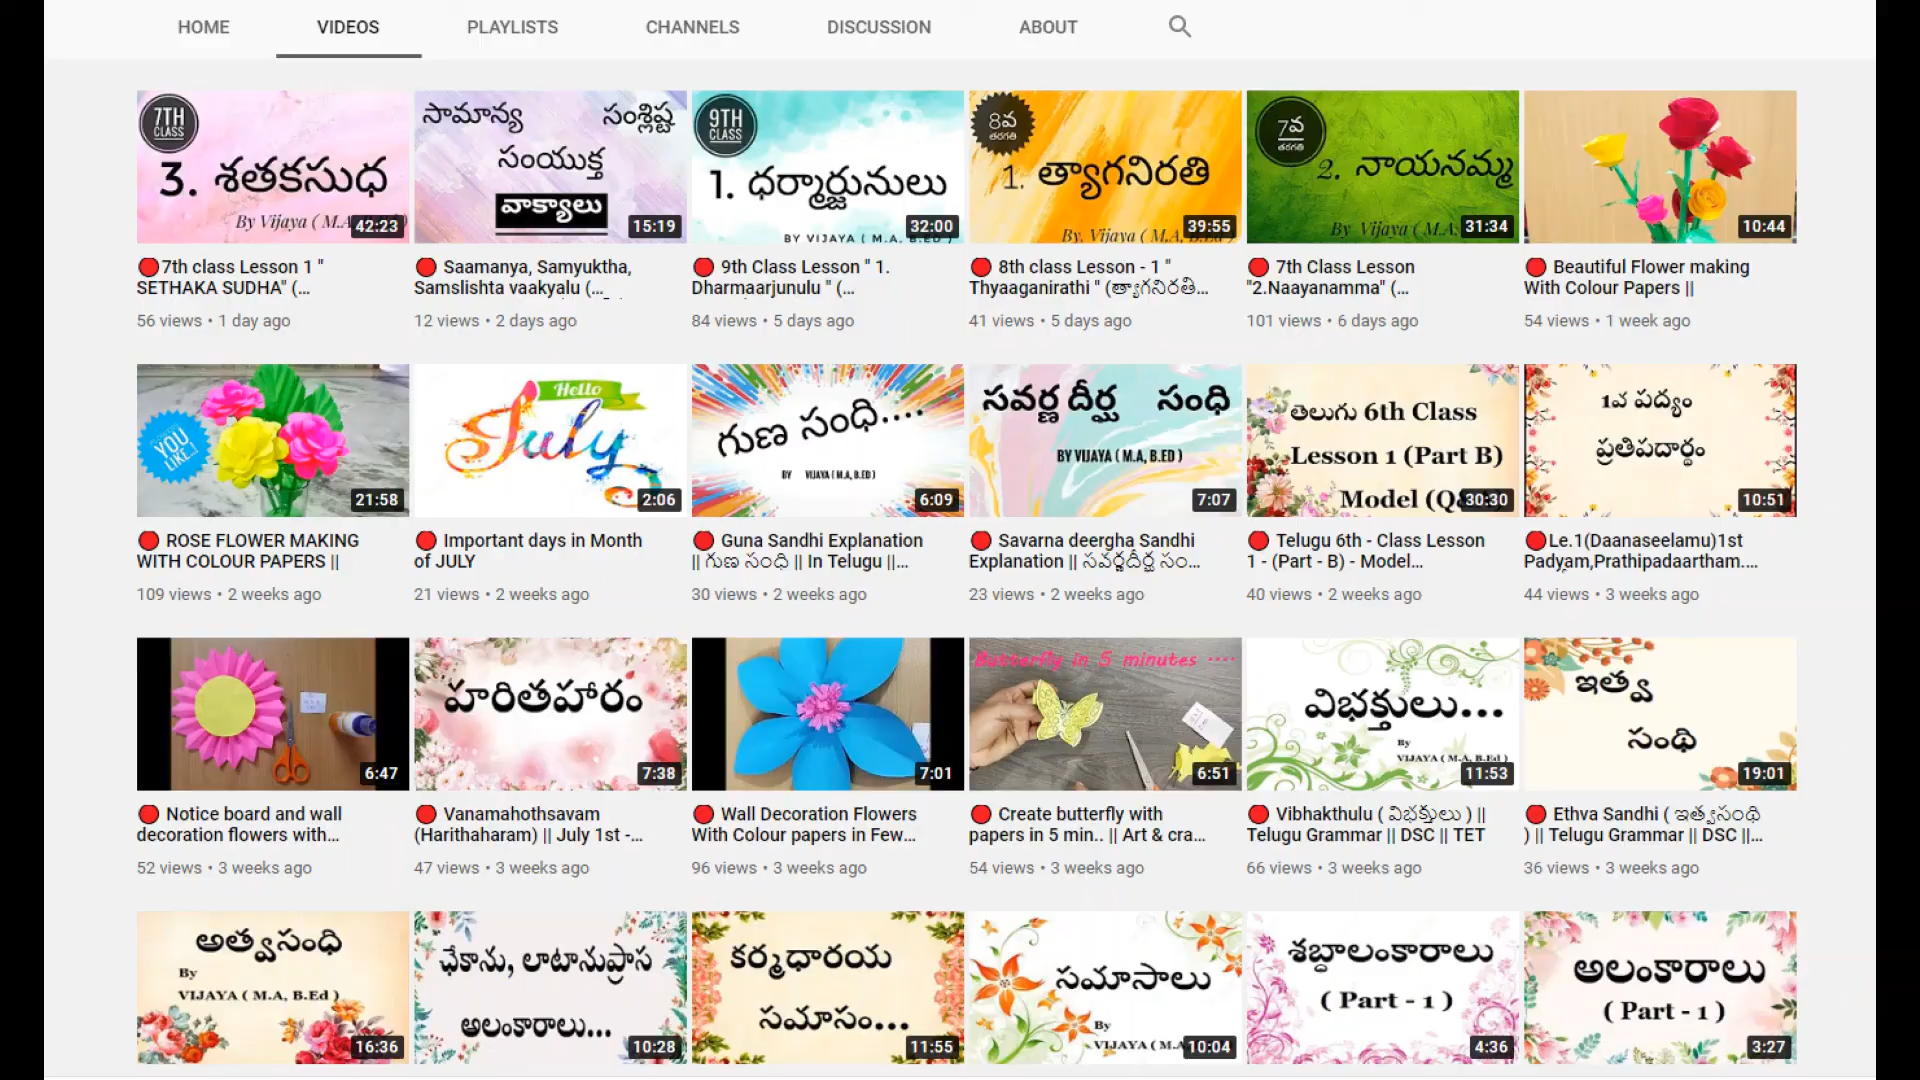 HOME VIDEOS PLAYLISTS CHANNELS DISCUSSION ABOUT
7TH
CLASS
3. శతకసుధ
By Vijaya ( M.A
42:23
సామాన్య సంశ్లిష్ట
సంయుక్త
వాక్యాలు
15:19
9TH
CLASS
1. ధర్మార్జునులు
BY VIJAYA ( M.A, B.ED )
32:00
8వ
తరగతి
1. త్యాగనిరతి
By, Vijaya ( M.A, B.Ed )
39:55
7వ
తరగతి
2. నాయనమ్మ
By Vijaya ( M.A,
31:34
10:44
7th class Lesson 1 "
SETHAKA SUDHA" (...
56 views • 1 day ago
Saamanya, Samyuktha,
Samslishta vaakyalu (...
12 views • 2 days ago
9th Class Lesson " 1.
Dharmaarjunulu " (...
84 views • 5 days ago
8th class Lesson - 1 "
Thyaaganirathi " (త్యాగనిరతి...
41 views • 5 days ago
7th Class Lesson
"2.Naayanamma" (...
101 views • 6 days ago
Beautiful Flower making
With Colour Papers ||
54 views • 1 week ago
YOU
LIKE
21:58
Hello
July
2:06
గుణ సంధి....
BY VIJAYA ( M.A, B.ED )
6:09
సవర్ణ దీర్ఘ సంధి
BY VIJAYA ( M.A, B.ED )
7:07
తెలుగు 6th Class
Lesson 1 (Part B)
Model (Q&
30:30
1వ పద్యం
ప్రతిపదార్థం
10:51
ROSE FLOWER MAKING
WITH COLOUR PAPERS ||
109 views • 2 weeks ago
Important days in Month
of JULY
21 views • 2 weeks ago
Guna Sandhi Explanation
|| గుణ సంధి || In Telugu ||...
30 views • 2 weeks ago
Savarna deergha Sandhi
Explanation || సవర్ణదీర్ఘ సం...
23 views • 2 weeks ago
Telugu 6th - Class Lesson
1 - (Part - B) - Model...
40 views • 2 weeks ago
Le.1(Daanaseelamu)1st
Padyam,Prathipadaartham....
44 views • 3 weeks ago
6:47
హరితహారం
7:38
7:01
Butterfly in 5 minutes ....
6:51
విభక్తులు...
By
VIJAYA ( M.A, B.Ed )
11:53
ఇత్వ
సంధి
19:01
Notice board and wall
decoration flowers with...
52 views • 3 weeks ago
Vanamahothsavam
(Harithaharam) || July 1st -...
47 views • 3 weeks ago
Wall Decoration Flowers
With Colour papers in Few...
96 views • 3 weeks ago
Create butterfly with
papers in 5 min.. || Art & cra...
54 views • 3 weeks ago
Vibhakthulu ( విభక్తులు ) ||
Telugu Grammar || DSC || TET
66 views • 3 weeks ago
Ethva Sandhi ( ఇత్వసంధి
) || Telugu Grammar || DSC ||...
36 views • 3 weeks ago
అత్వసంధి
By
VIJAYA ( M.A, B.Ed )
16:36
ఛేకాను, లాటానుప్రాస
అలంకారాలు...
10:28
కర్మధారయ
సమాసం...
11:55
సమాసాలు
By
VIJAYA ( M.A
10:04
శబ్దాలంకారాలు
( Part - 1 )
4:36
అలంకారాలు
( Part - 1 )
3:27